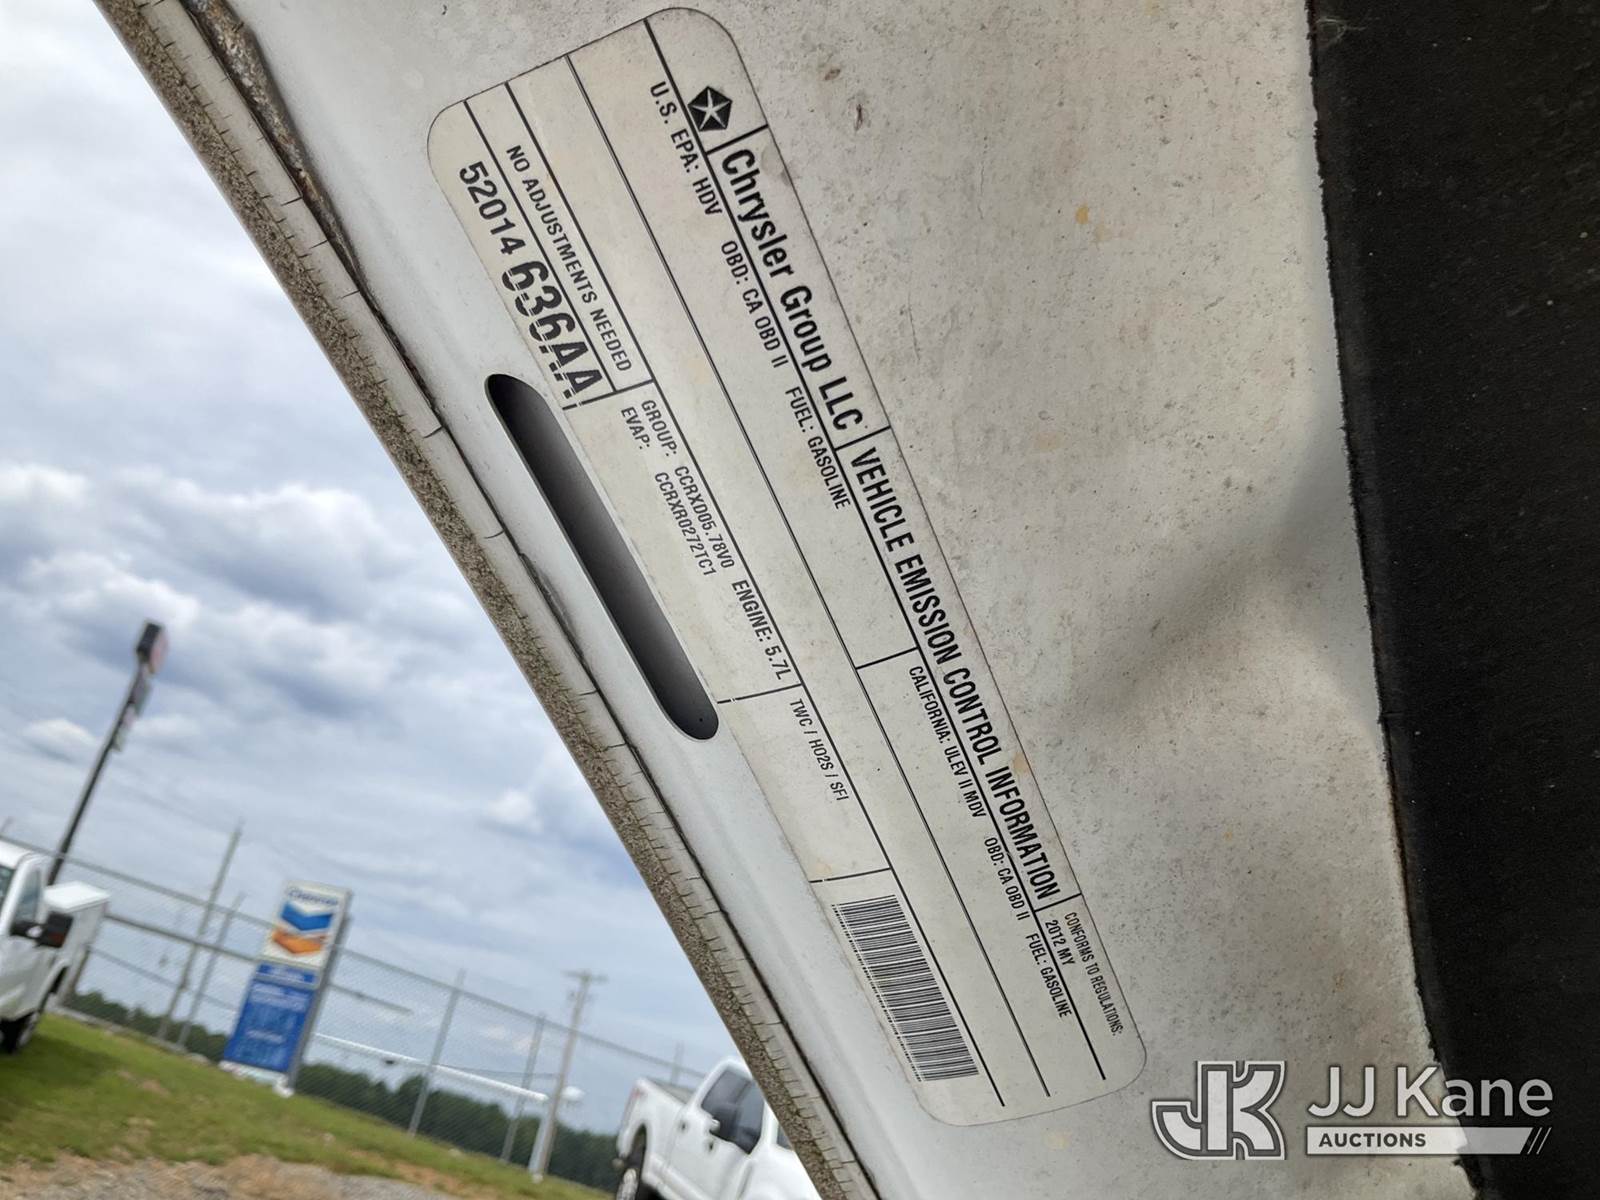 Chrysler Group LLC
VEHICLE EMISSION CONTROL INFORMATION
CONFORMS TO REGULATIONS:
2012 MY
U.S. EPA: HDV OBD: CA OBD II FUEL: GASOLINE
CALIFORNIA: ULEV II MDV OBD: CA OBD II FUEL: GASOLINE
NO ADJUSTMENTS NEEDED
52014 636AA
GROUP: CCRXD05.78V0 ENGINE: 5.7L
EVAP: CCRXR0272TC1
TWC / HO2S / SFI
Chevron
JK
JJ Kane
AUCTIONS